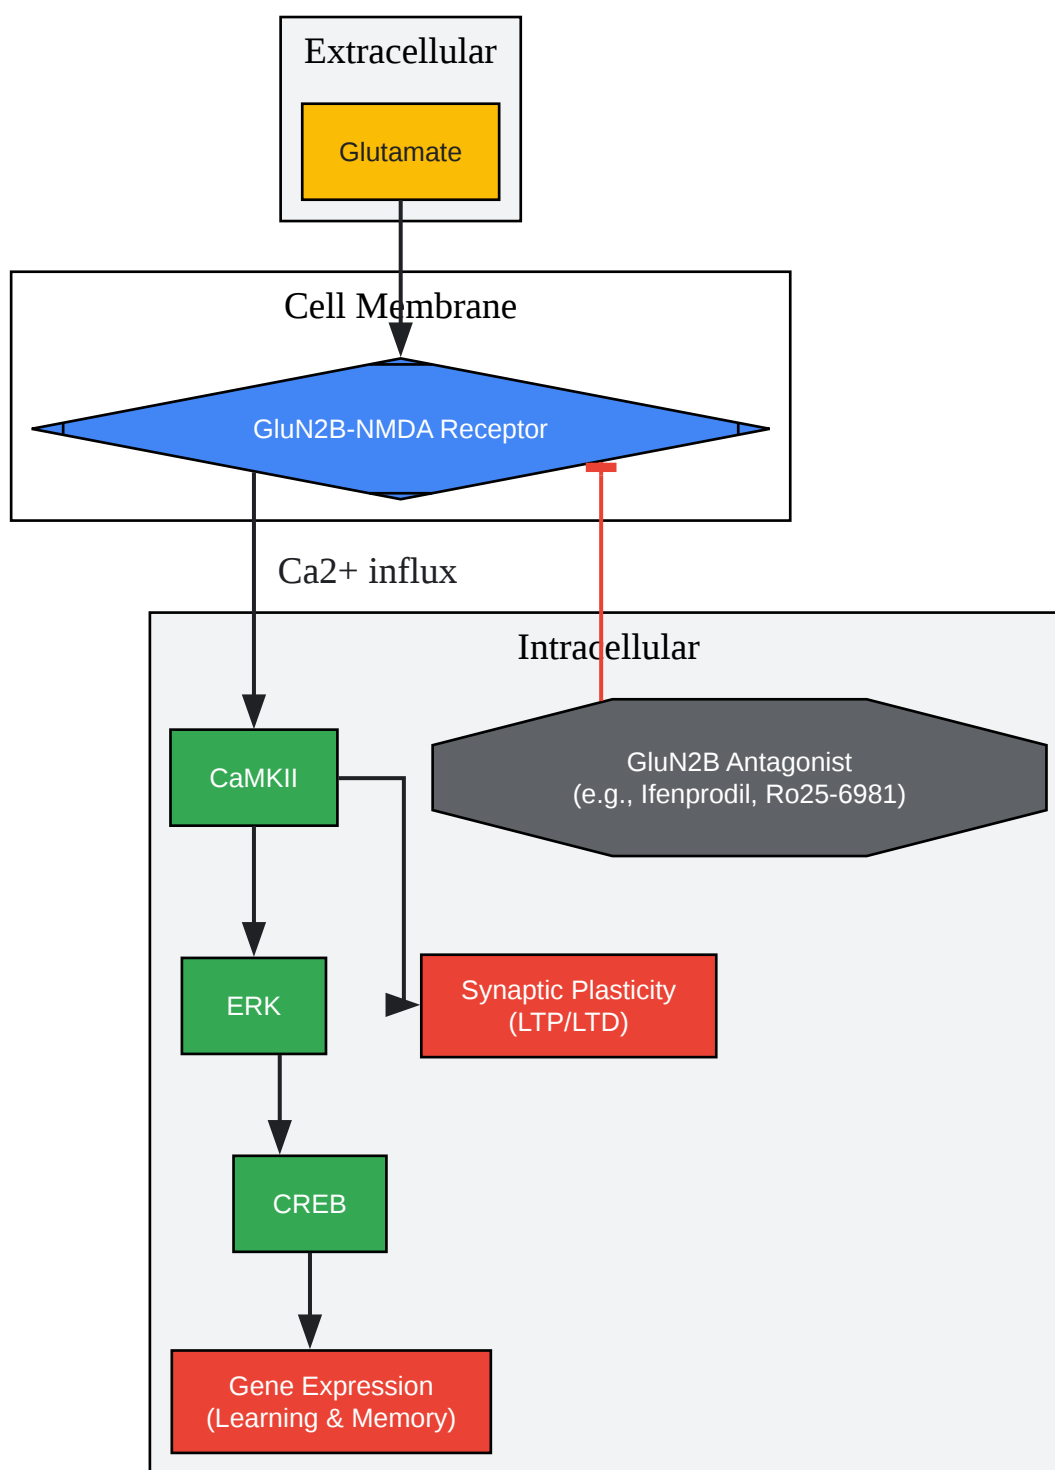 Extracellular
Glutamate
Cell Membrane
GluN2B-NMDA Receptor
Ca2+ influx
Intracellular
GluN2B Antagonist
(e.g., Ifenprodil, Ro25-6981)
CaMKII
ERK
Synaptic Plasticity
(LTP/LTD)
CREB
Gene Expression
(Learning & Memory)